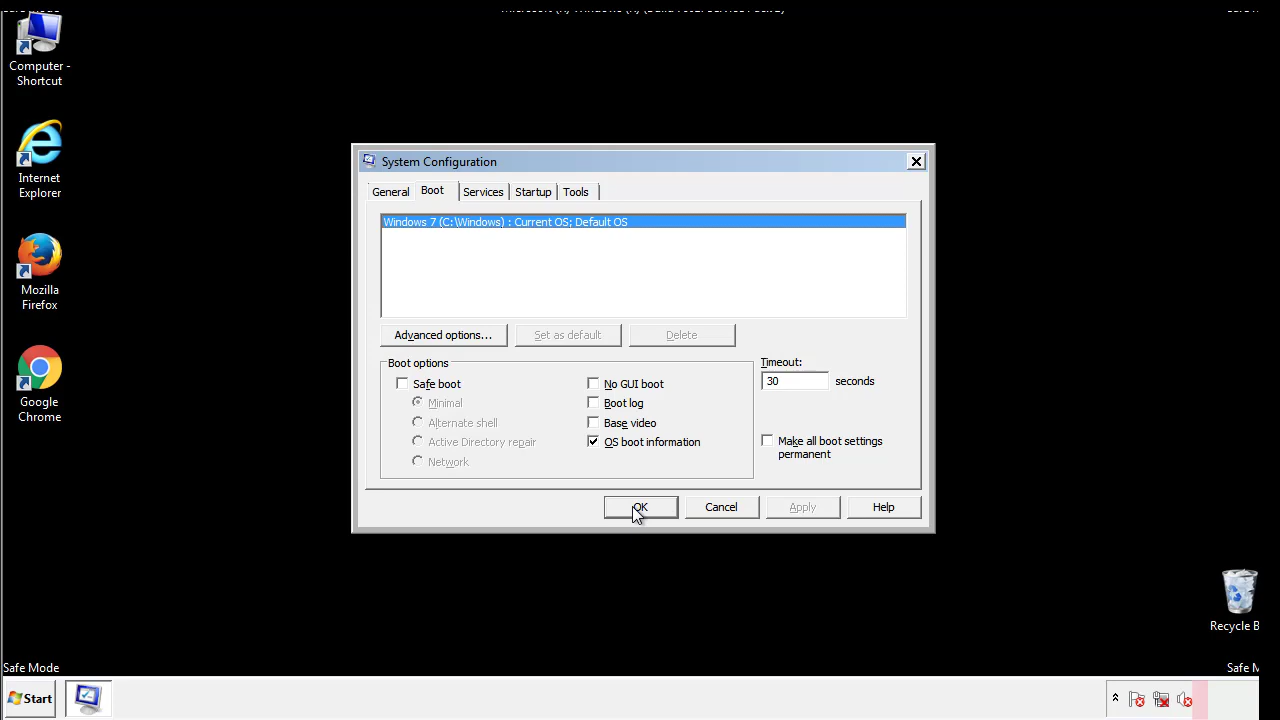 Computer -
Shortcut
Internet
Explorer
Mozilla
Firefox
Google
Chrome
System Configuration
General
Boot
Services
Startup
Tools
Windows 7 (C:\Windows) : Current OS; Default OS
Advanced options...
Set as default
Delete
Boot options
Safe boot
Minimal
Alternate shell
Active Directory repair
Network
No GUI boot
Boot log
Base video
OS boot information
Timeout:
30 seconds
Make all boot settings
permanent
OK
Cancel
Apply
Help
Recycle B
Safe Mode
Safe M
Start